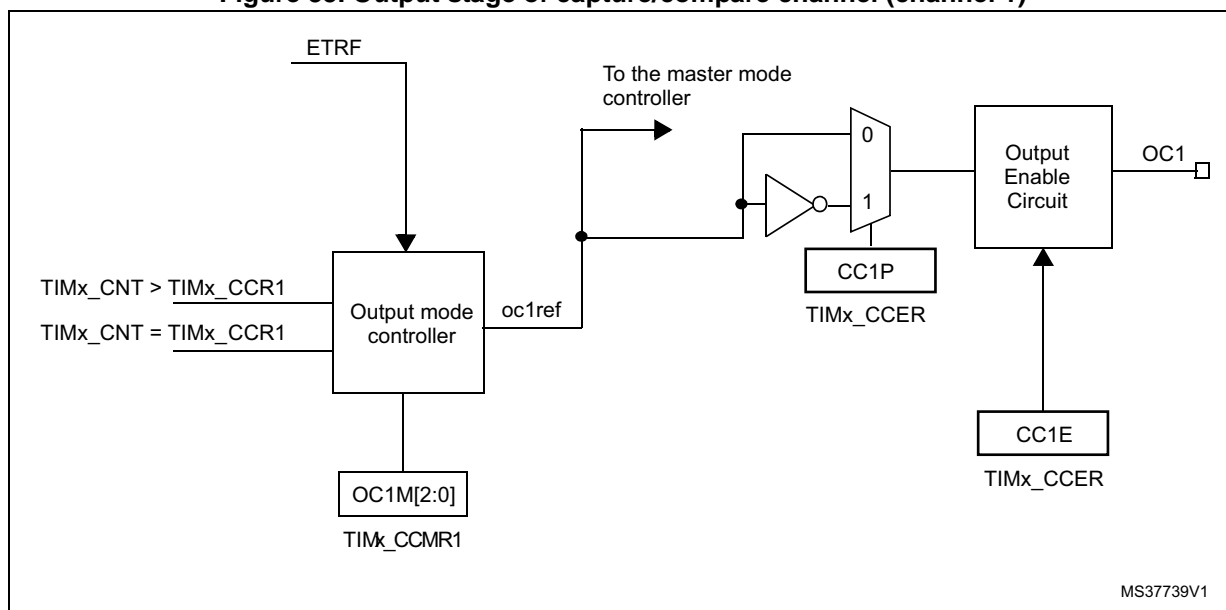 ETRF
To the master mode
controller
0
1
Output
Enable
Circuit
OC1
CC1P
TIMx_CCER
TIMx_CNT > TIMx_CCR1
TIMx_CNT = TIMx_CCR1
Output mode
controller
oc1ref
CC1E
TIMx_CCER
OC1M[2:0]
TIMx_CCMR1
MS37739V1